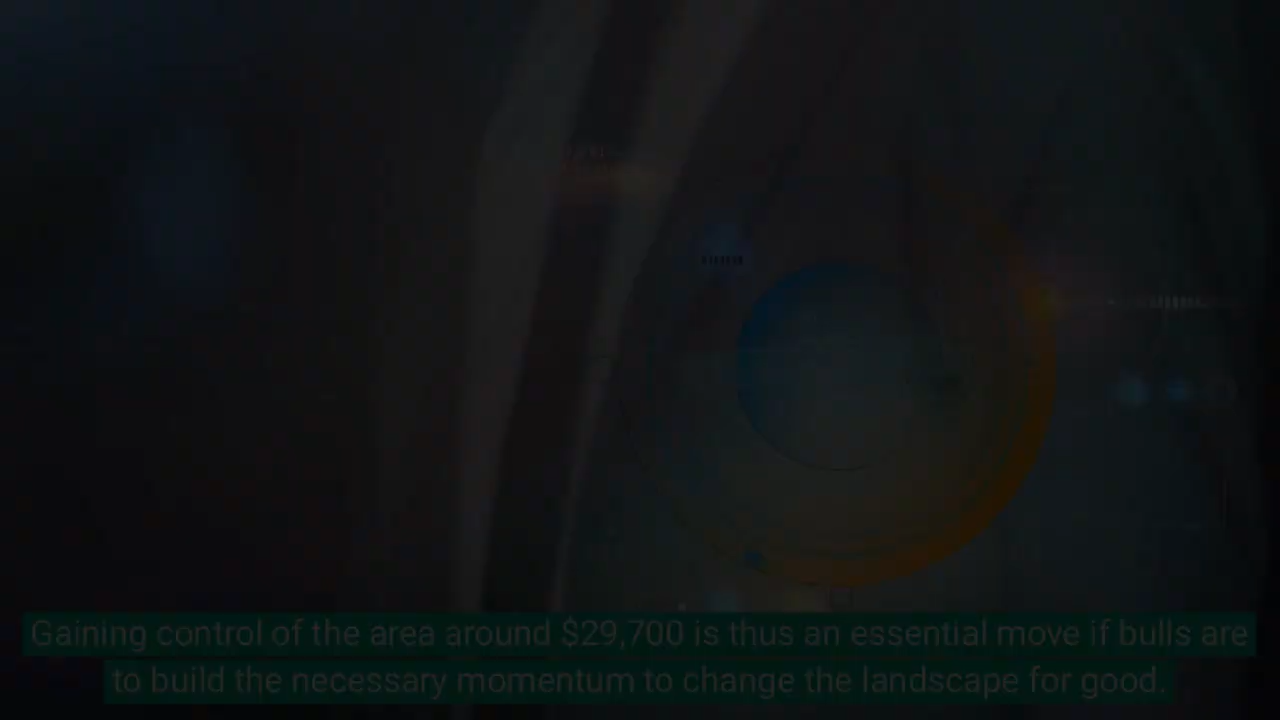 Gaining control of the area around $29,700 is thus an essential move if bulls are
to build the necessary momentum to change the landscape for good.